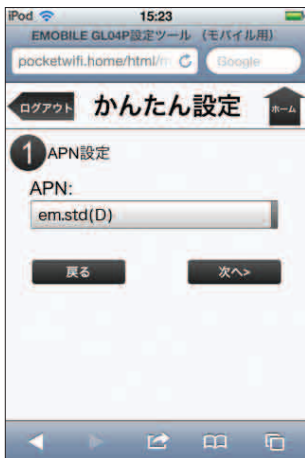 iPod 15:23
EMOBILE GL04P設定ツール （モバイル用）
pocketwifi.home/html/m Google
ログアウト かんたん設定 ホーム
1 APN設定
APN:
em.std(D)
戻る 次へ>